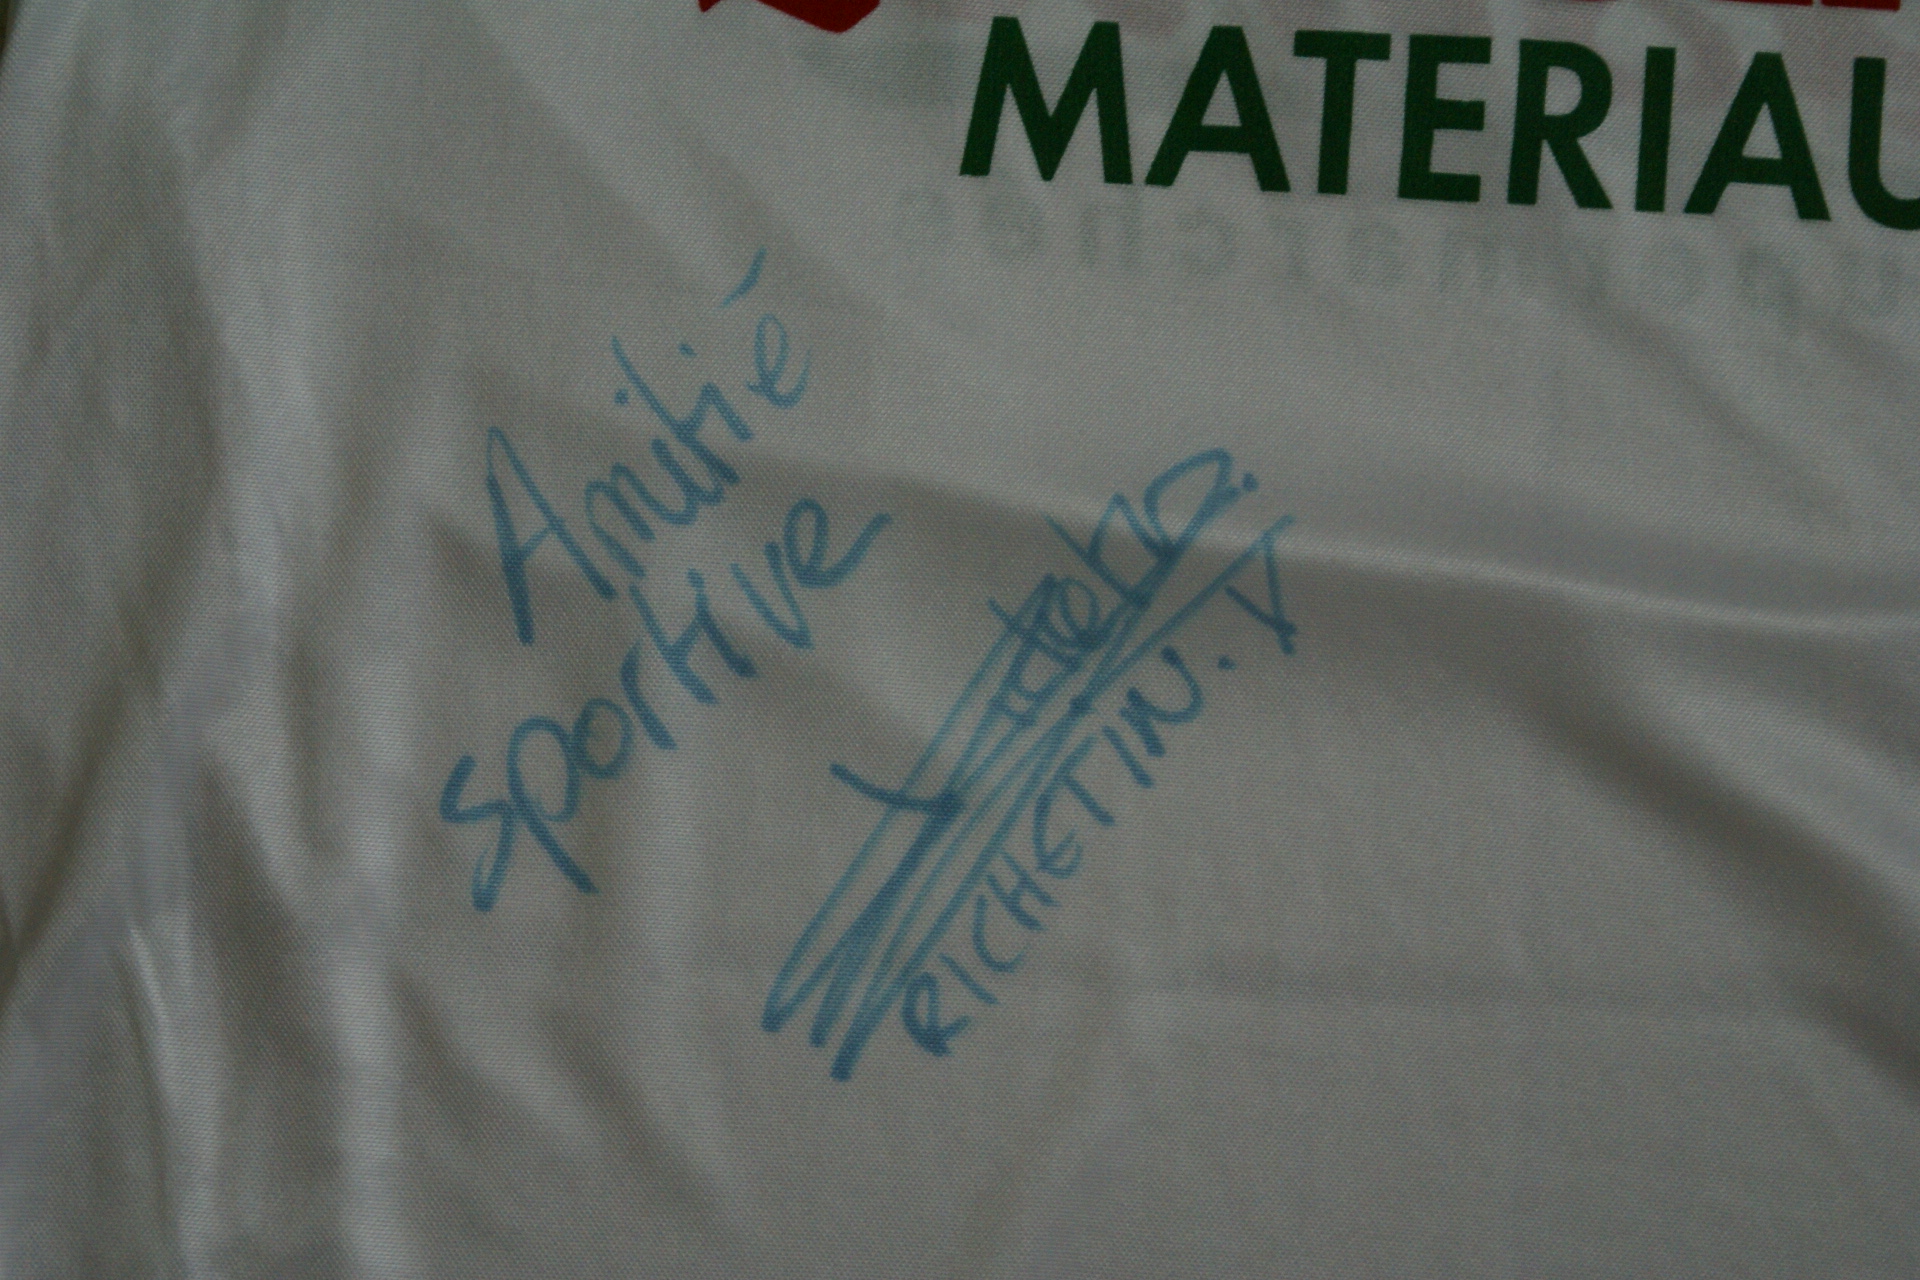 MATERIAU
Amitié
sportive
RICHETIN. V